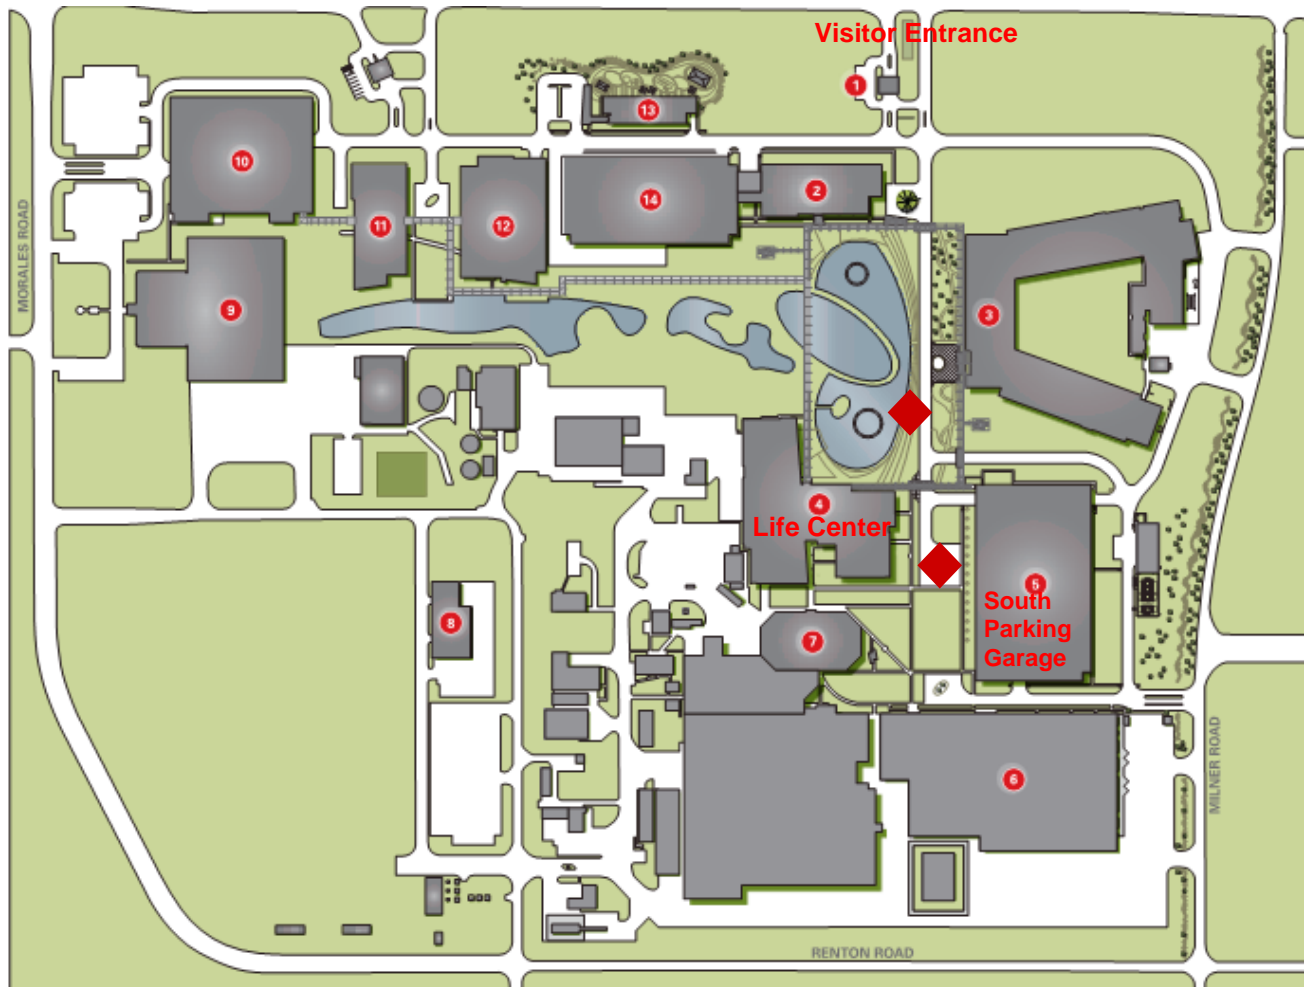 Visitor Entrance
1
13
10
2
14
11
12
MORALES ROAD
9
3
4
Life Center
5
South
Parking
Garage
8
7
6
MILNER ROAD
RENTON ROAD